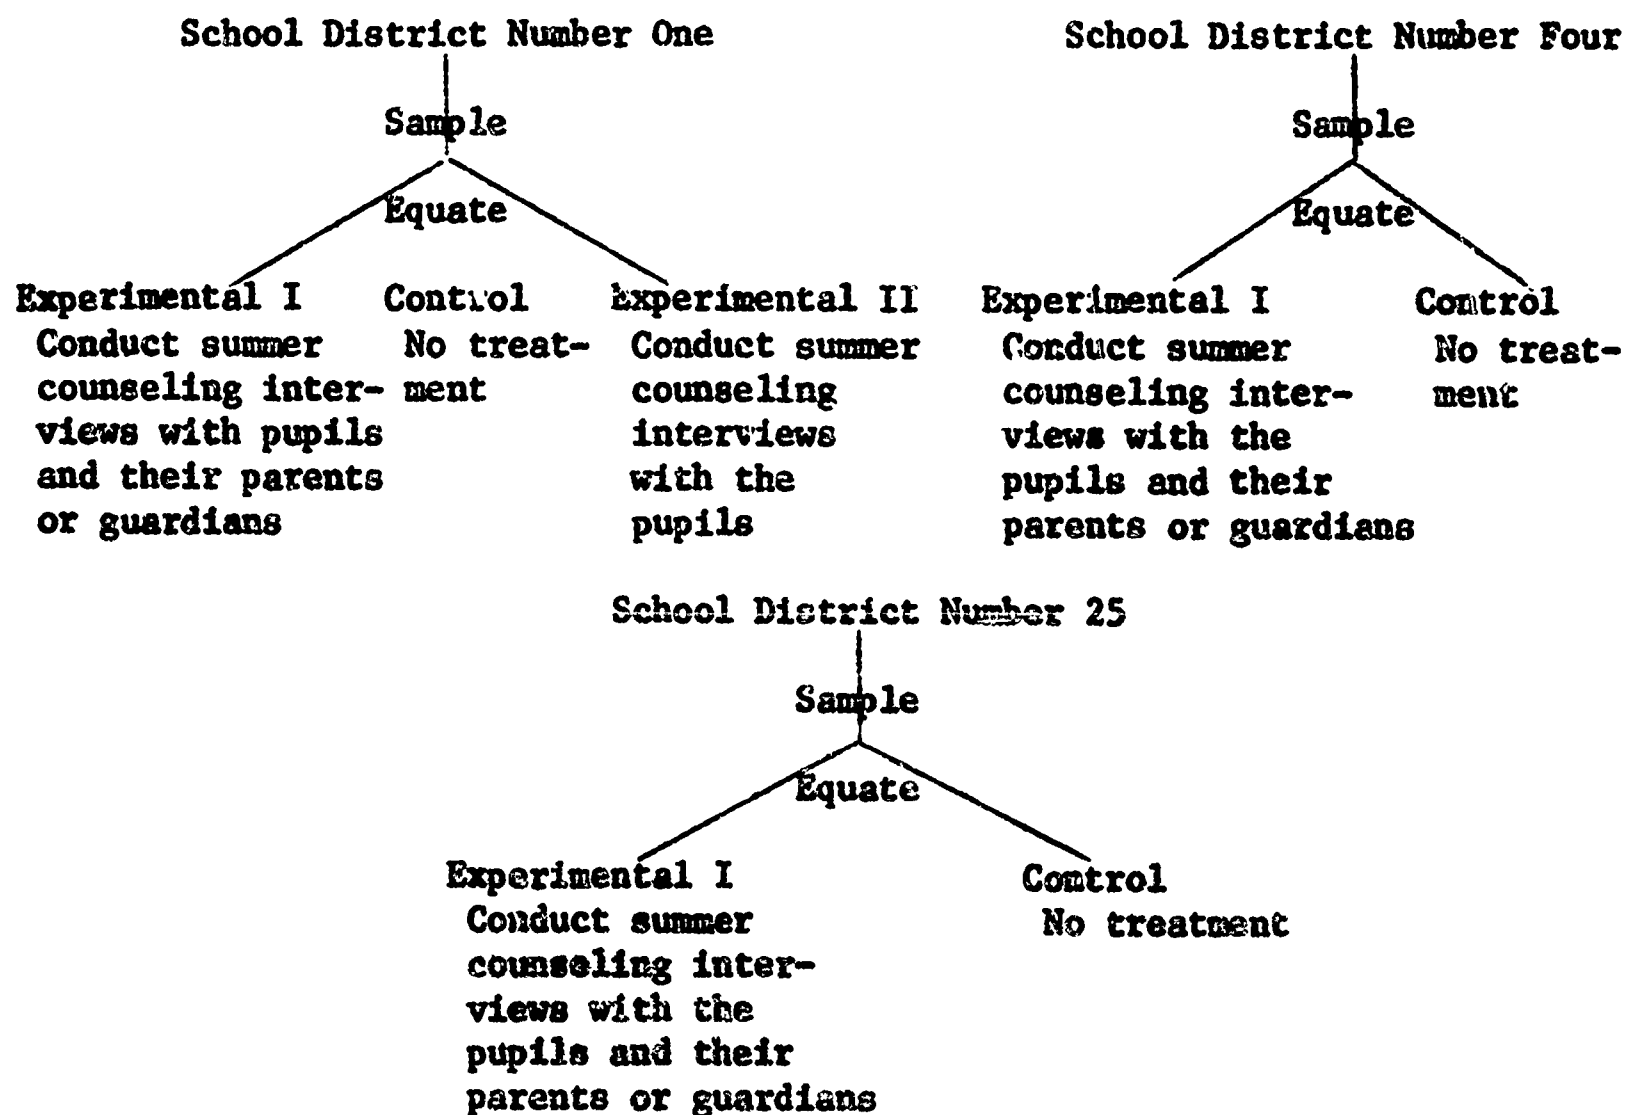 School District Number One
Sample
Equate
Experimental I
Conduct summer
counseling inter-
views with pupils
and their parents
or guardians
Control
No treat-
ment
Experimental II
Conduct summer
counseling
interviews
with the
pupils
School District Number Four
Sample
Equate
Experimental I
Conduct summer
counseling inter-
views with the
pupils and their
parents or guardians
Control
No treat-
ment
School District Number 25
Sample
Equate
Experimental I
Conduct summer
counseling inter-
views with the
pupils and their
parents or guardians
Control
No treatment